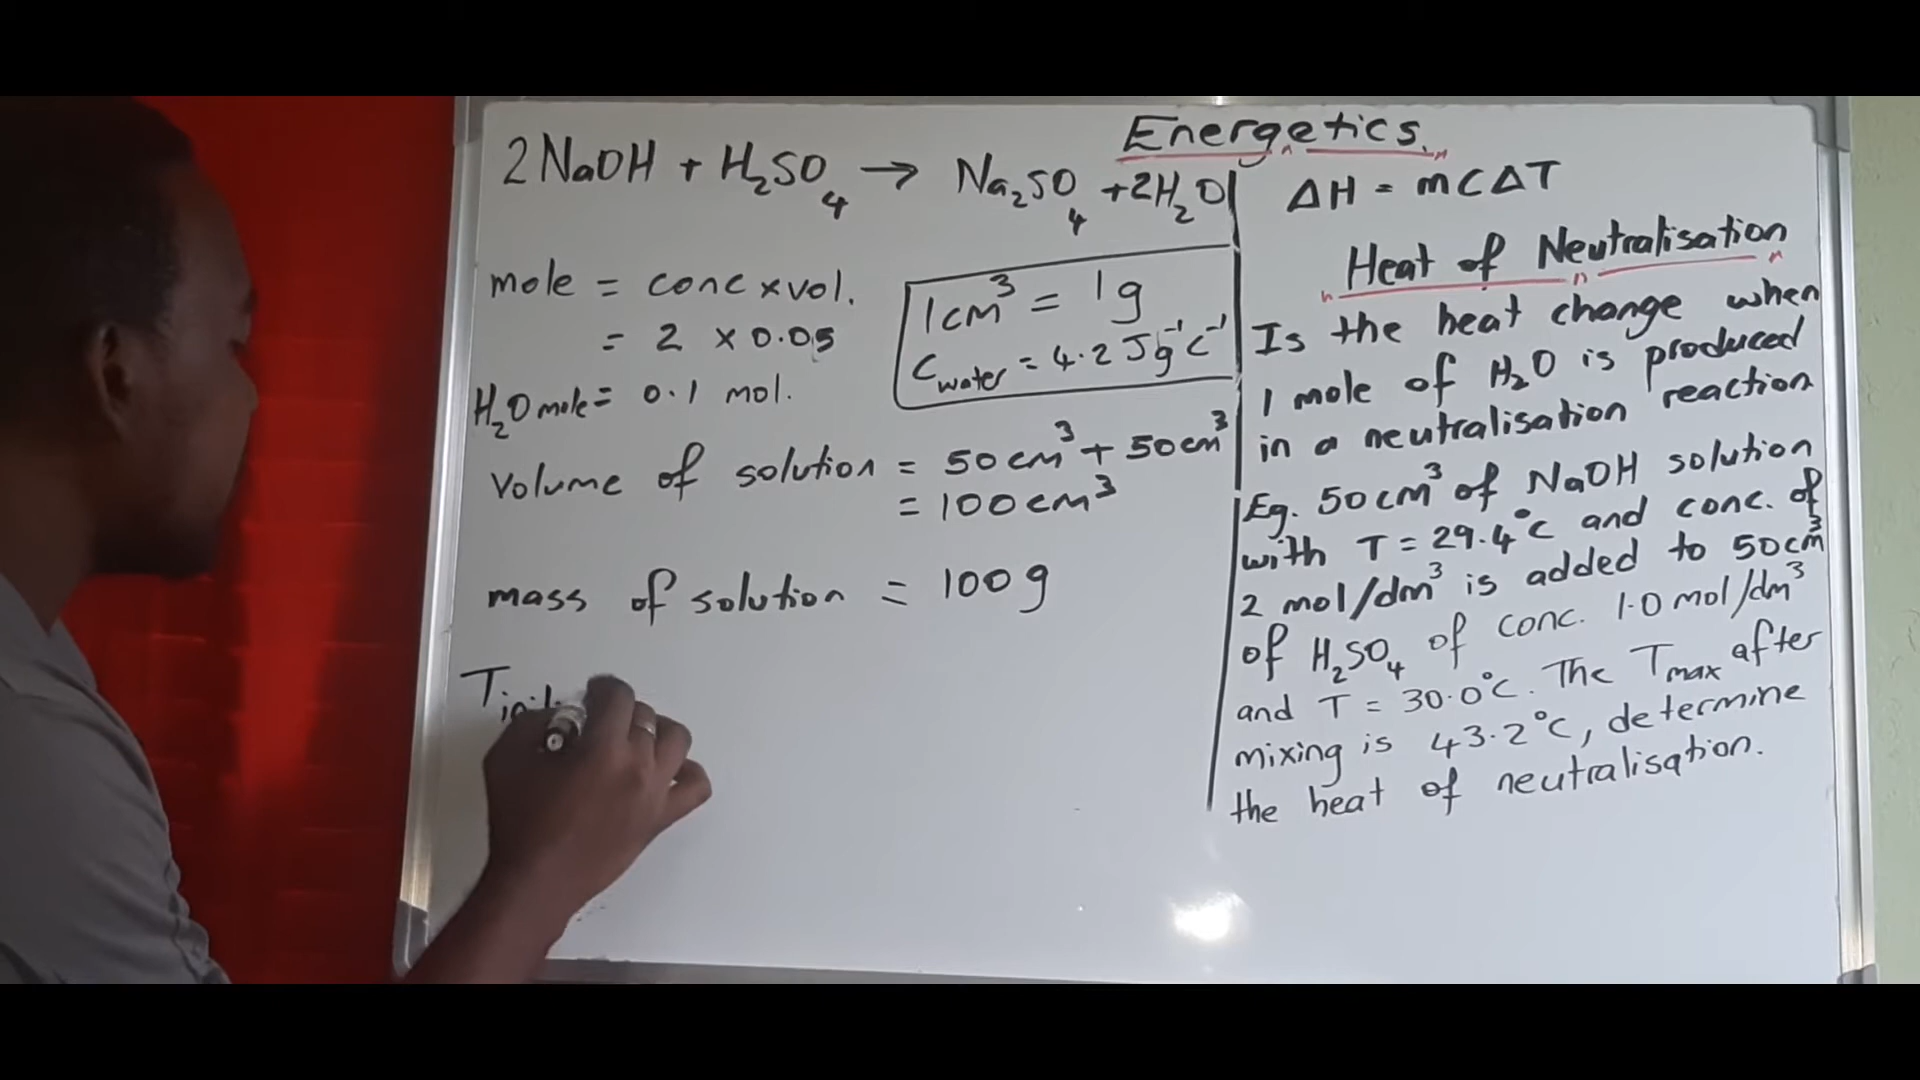 Energetics.
2NaOH + H₂SO₄ → Na₂SO₄ + 2H₂O
mole = conc × vol.
= 2 × 0.05
H₂O mole = 0.1 mol.
1cm³ = 1g
Cwater = 4.2 Jg⁻¹c⁻¹
Volume of solution = 50cm³ + 50cm³
= 100cm³
mass of solution = 100g
ΔH = mCΔT
Heat of Neutralisation
Is the heat change when
1 mole of H₂O is produced
in a neutralisation reaction
Eg. 50cm³ of NaOH solution
with T = 29.4°c and conc. of
2 mol/dm³ is added to 50cm³
of H₂SO₄ of conc. 1.0 mol/dm³
and T = 30.0°C. The Tmax after
mixing is 43.2°C, determine
the heat of neutralisation.